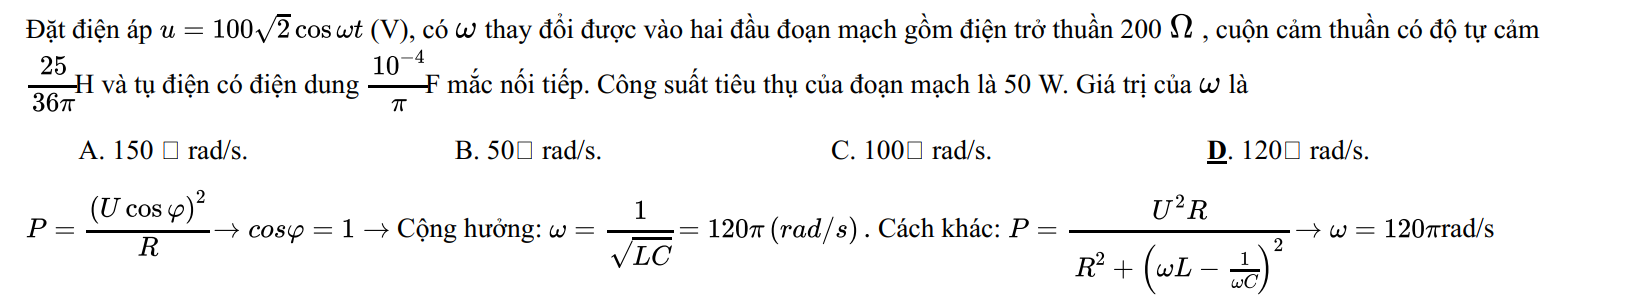 Đặt điện áp $u = 100\sqrt{2}\cos\omega t$ (V), có $\omega$ thay đổi được vào hai đầu đoạn mạch gồm điện trở thuần 200 $\Omega$ , cuộn cảm thuần có độ tự cảm
$\frac{25}{36\pi}$H và tụ điện có điện dung $\frac{10^{-4}}{\pi}$F mắc nối tiếp. Công suất tiêu thụ của đoạn mạch là 50 W. Giá trị của $\omega$ là
A. 150 □ rad/s. B. 50□ rad/s. C. 100□ rad/s. D. 120□ rad/s.
$P = \frac{(U\cos\varphi)^2}{R} \rightarrow cos\varphi = 1 \rightarrow$ Cộng hưởng: $\omega = \frac{1}{\sqrt{LC}} = 120\pi\,(rad/s)$ . Cách khác: $P = \frac{U^2R}{R^2 + \left(\omega L - \frac{1}{\omega C}\right)^2} \rightarrow \omega = 120\pi$rad/s